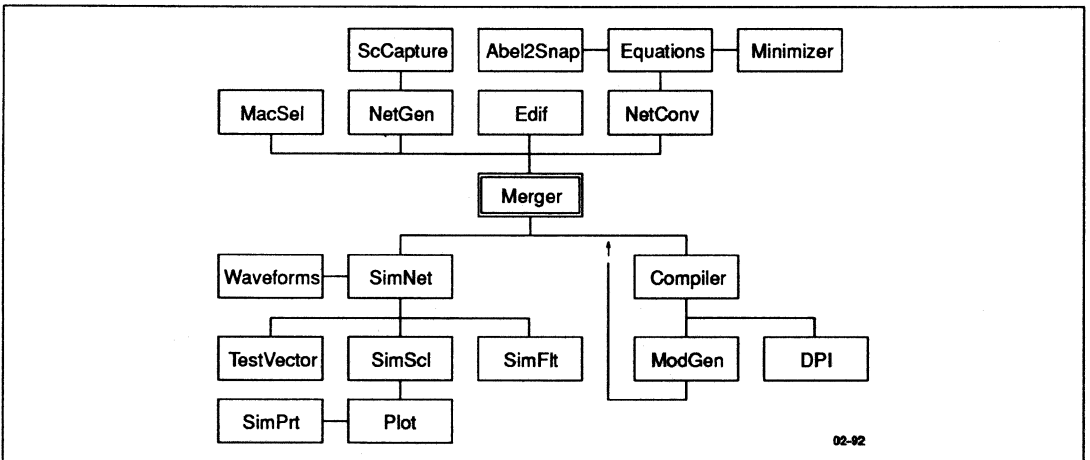 ScCapture Abel2Snap Equations Minimizer
MacSel NetGen Edif NetConv
Merger
Waveforms SimNet Compiler
TestVector SimScl SimFlt ModGen DPI
SimPrt Plot
02-92